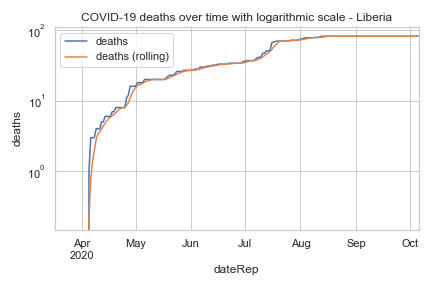 COVID-19 deaths over time with logarithmic scale - Liberia
deaths
deaths (rolling)
10²
10¹
10⁰
deaths
Apr
2020
May
Jun
Jul
Aug
Sep
Oct
dateRep